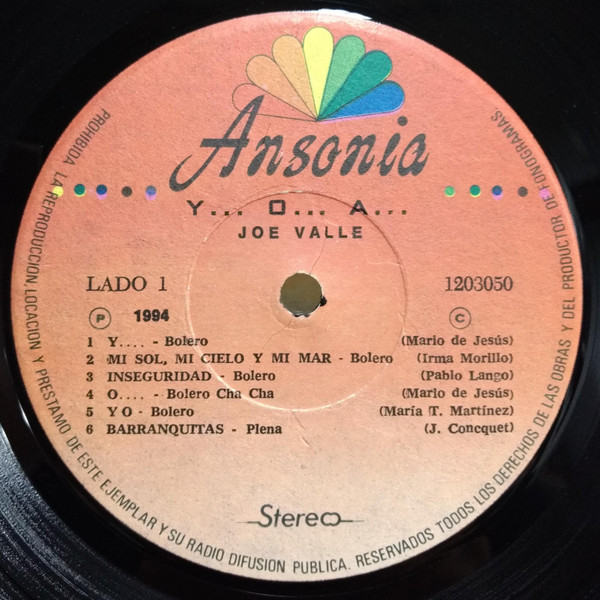 Ansonia
Y... O... A...
JOE VALLE
LADO 1
1203050
P 1994
C
1 Y.... - Bolero (Mario de Jesús)
2 MI SOL, MI CIELO Y MI MAR - Bolero (Irma Morillo)
3 INSEGURIDAD - Bolero (Pablo Lango)
4 O.... - Bolero Cha Cha (Mario de Jesús)
5 YO - Bolero (María T. Martínez)
6 BARRANQUITAS - Plena (J. Concquet)
Stereo
PROHIBIDA LA REPRODUCCION, LOCACION Y PRESTAMO DE ESTE EJEMPLAR Y SU RADIO DIFUSION PUBLICA. RESERVADOS TODOS LOS DERECHOS DE LAS OBRAS Y DEL PRODUCTOR DE FONOGRAMAS.